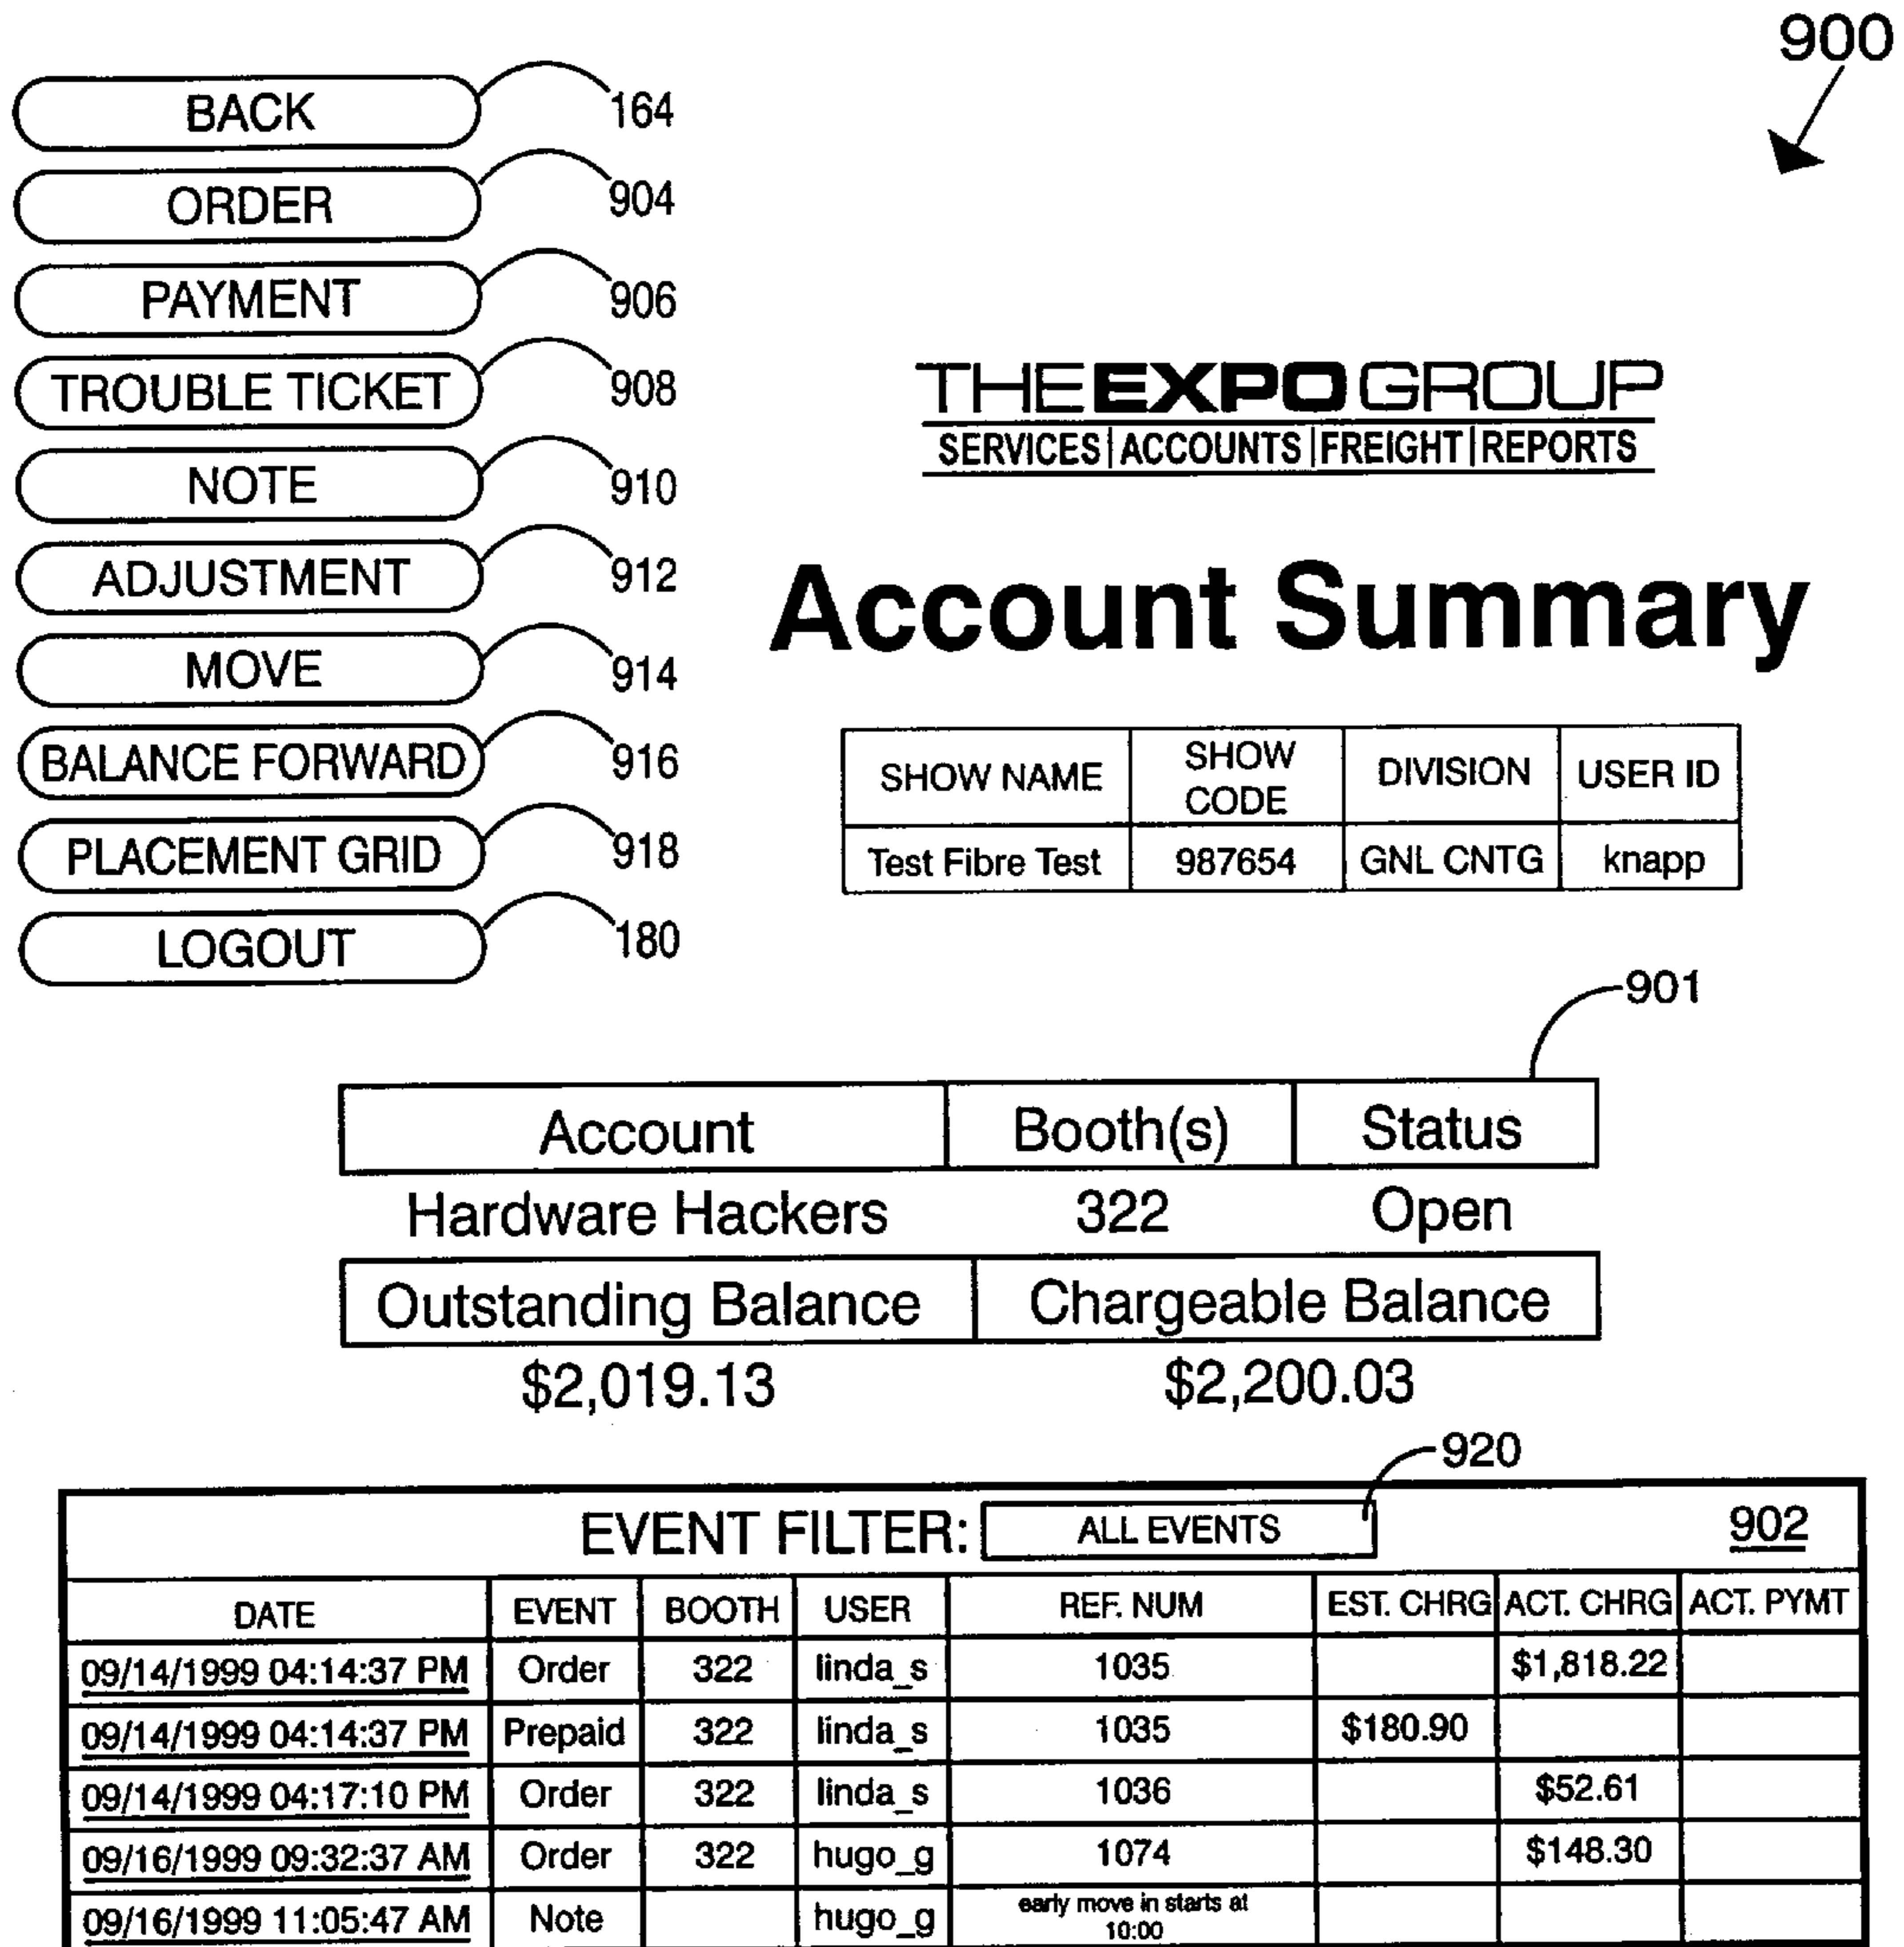 900
BACK 164
ORDER 904
PAYMENT 906
TROUBLE TICKET 908
NOTE 910
ADJUSTMENT 912
MOVE 914
BALANCE FORWARD 916
PLACEMENT GRID 918
LOGOUT 180
THE EXPO GROUP
SERVICES | ACCOUNTS | FREIGHT | REPORTS
Account Summary
SHOW NAME SHOW CODE DIVISION USER ID
Test Fibre Test 987654 GNL CNTG knapp
901
Account Booth(s) Status
Hardware Hackers 322 Open
Outstanding Balance Chargeable Balance
$2,019.13 $2,200.03
920
EVENT FILTER: ALL EVENTS 902
DATE EVENT BOOTH USER REF. NUM EST. CHRG ACT. CHRG ACT. PYMT
09/14/1999 04:14:37 PM Order 322 linda_s 1035 $1,818.22
09/14/1999 04:14:37 PM Prepaid 322 linda_s 1035 $180.90
09/14/1999 04:17:10 PM Order 322 linda_s 1036 $52.61
09/16/1999 09:32:37 AM Order 322 hugo_g 1074 $148.30
09/16/1999 11:05:47 AM Note hugo_g early move in starts at 10:00